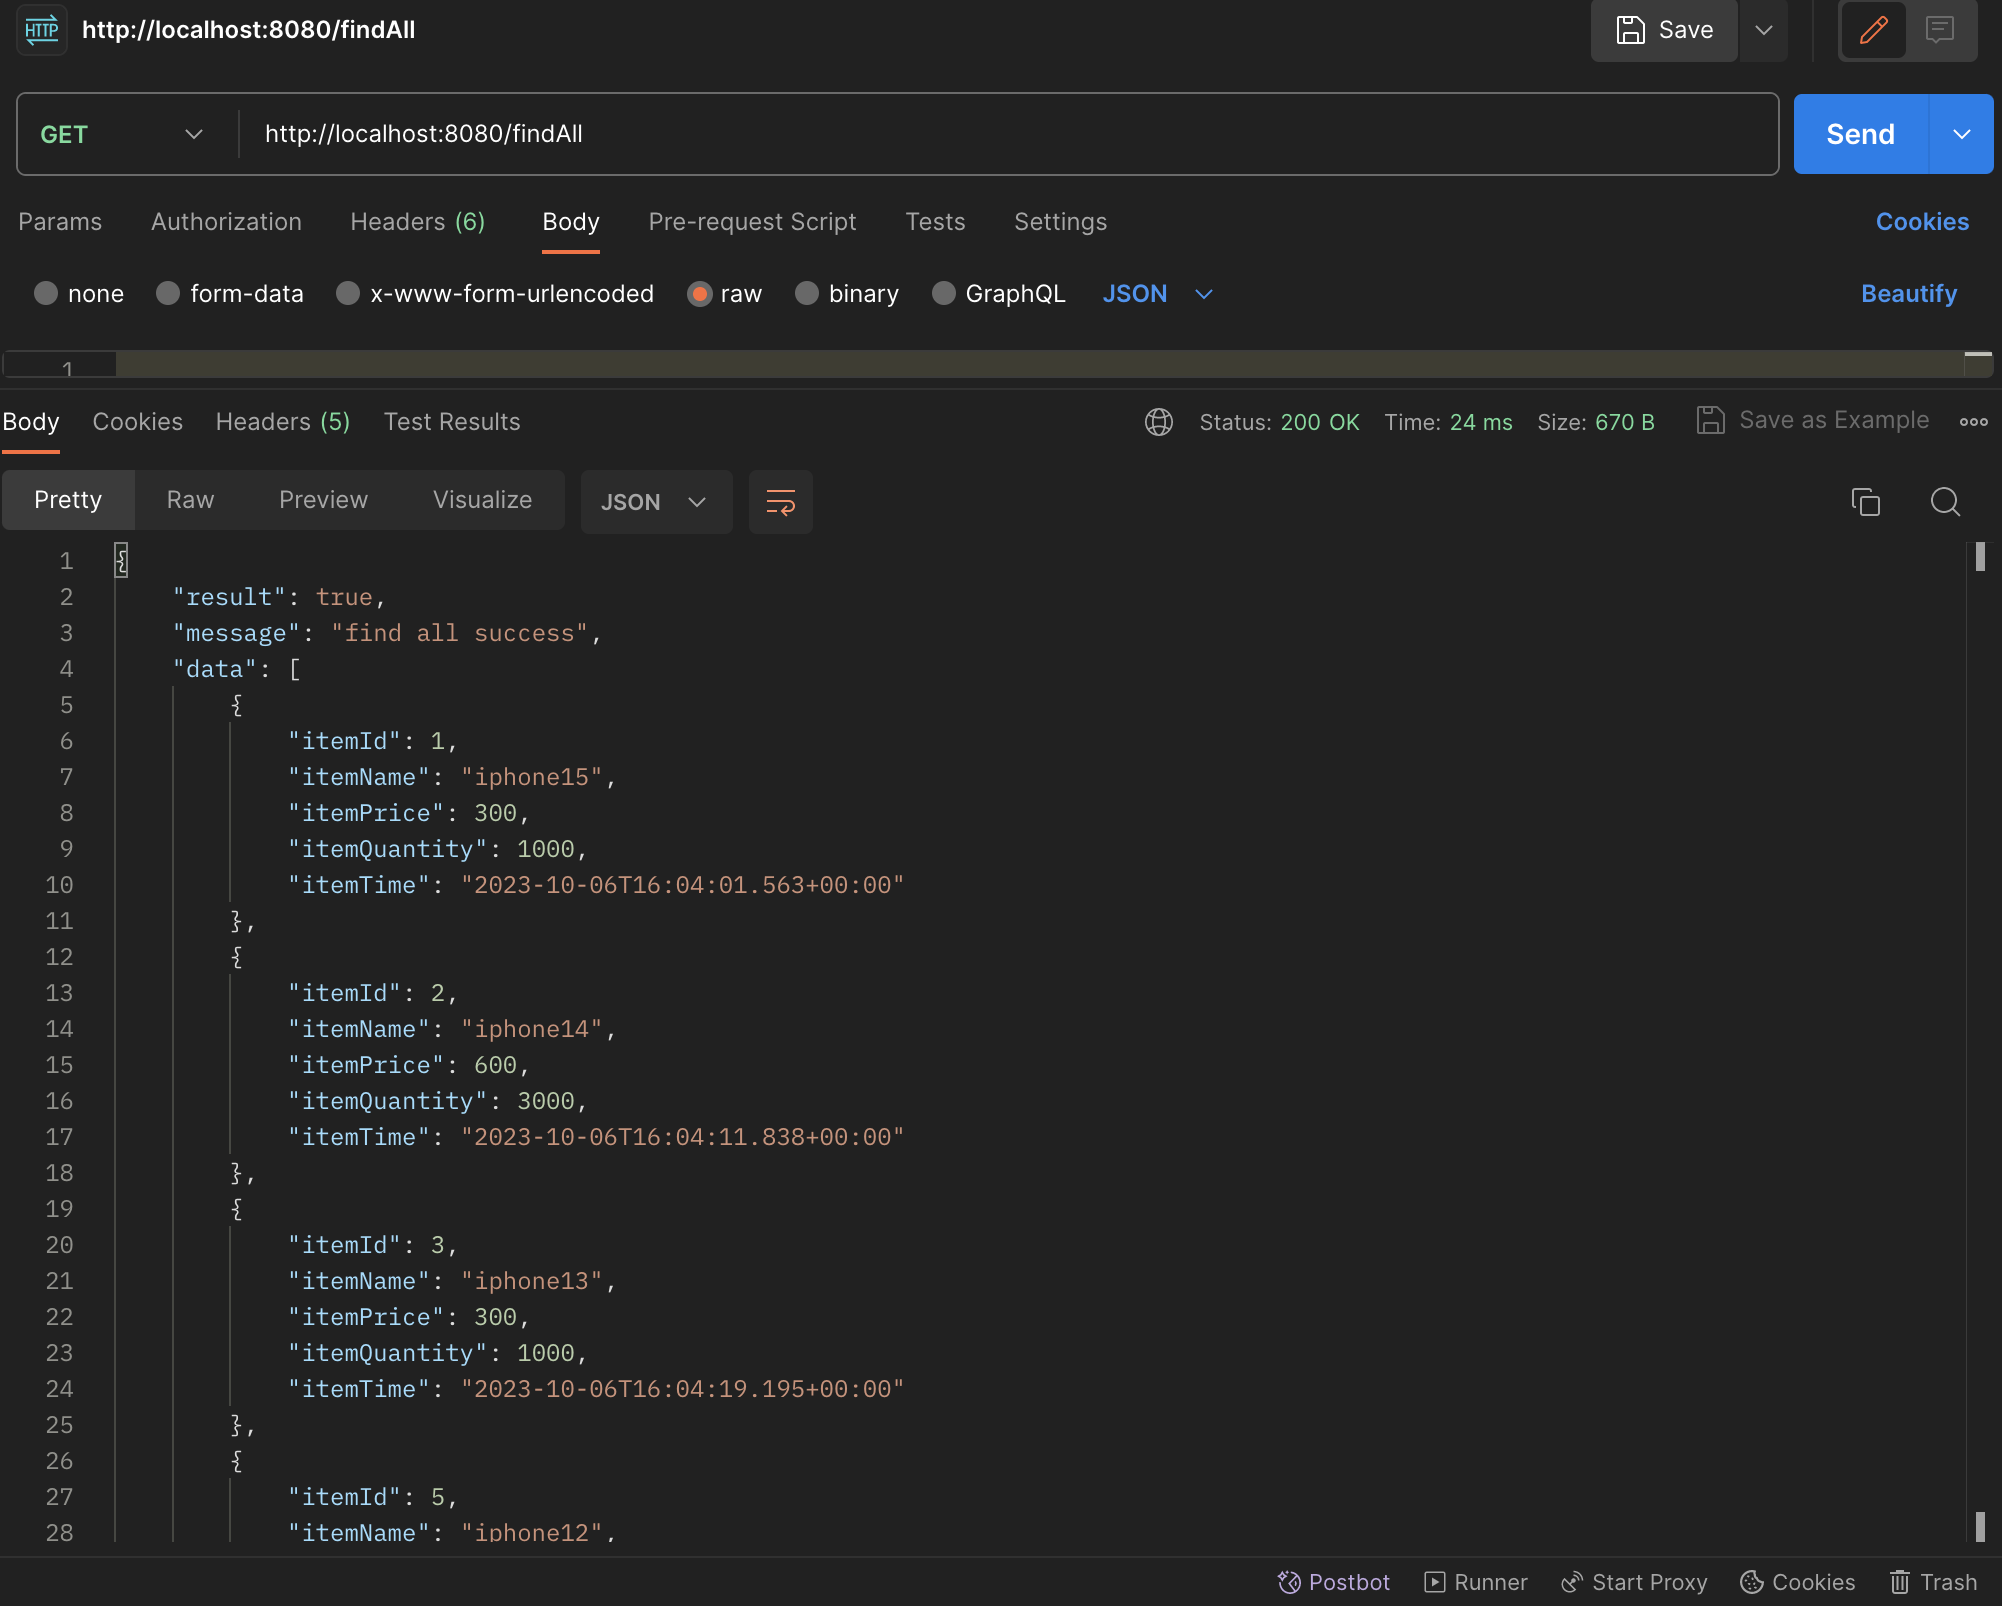 HTTP http://localhost:8080/findAll Save
GET http://localhost:8080/findAll Send
Params Authorization Headers (6) Body Pre-request Script Tests Settings Cookies
none form-data x-www-form-urlencoded raw binary GraphQL JSON Beautify
1
Body Cookies Headers (5) Test Results Status: 200 OK Time: 24 ms Size: 670 B Save as Example
Pretty Raw Preview Visualize JSON
1 {
2 "result": true,
3 "message": "find all success",
4 "data": [
5 {
6 "itemId": 1,
7 "itemName": "iphone15",
8 "itemPrice": 300,
9 "itemQuantity": 1000,
10 "itemTime": "2023-10-06T16:04:01.563+00:00"
11 },
12 {
13 "itemId": 2,
14 "itemName": "iphone14",
15 "itemPrice": 600,
16 "itemQuantity": 3000,
17 "itemTime": "2023-10-06T16:04:11.838+00:00"
18 },
19 {
20 "itemId": 3,
21 "itemName": "iphone13",
22 "itemPrice": 300,
23 "itemQuantity": 1000,
24 "itemTime": "2023-10-06T16:04:19.195+00:00"
25 },
26 {
27 "itemId": 5,
28 "itemName": "iphone12",
Postbot Runner Start Proxy Cookies Trash